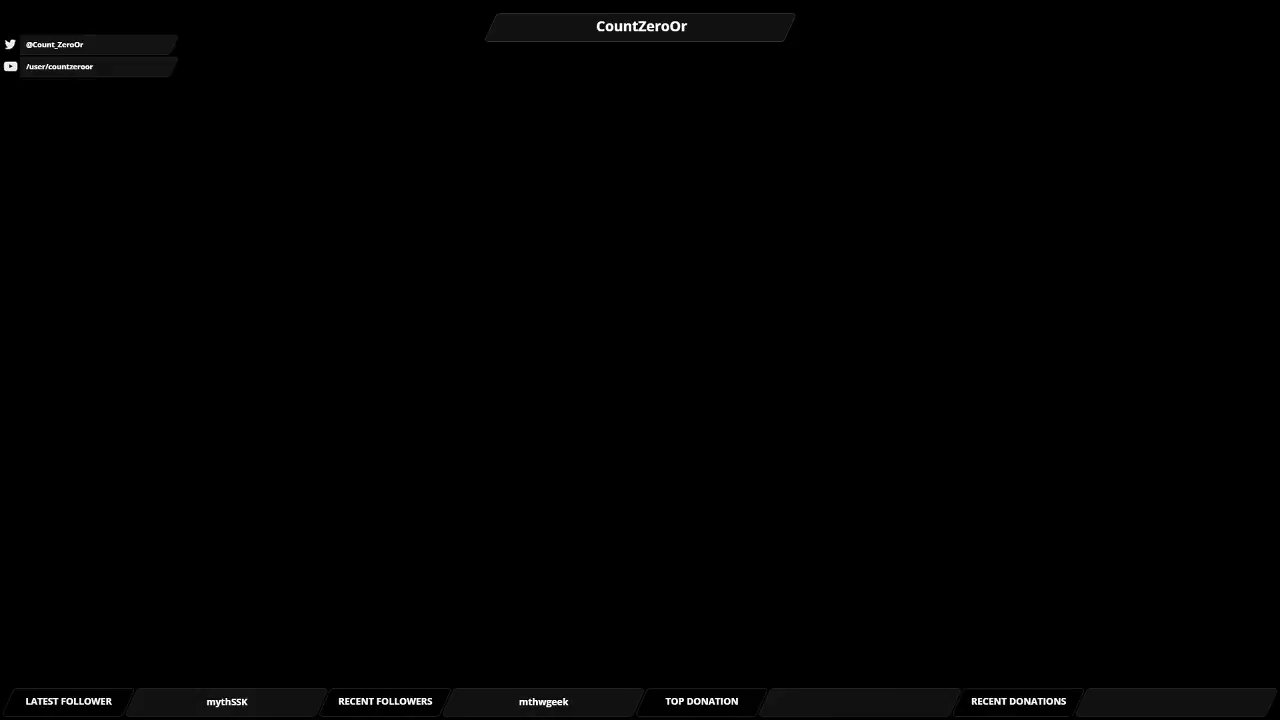 CountZeroOr
@Count_ZeroOr
/user/countzeroor
LATEST FOLLOWER mythSSK RECENT FOLLOWERS mthwgeek TOP DONATION RECENT DONATIONS